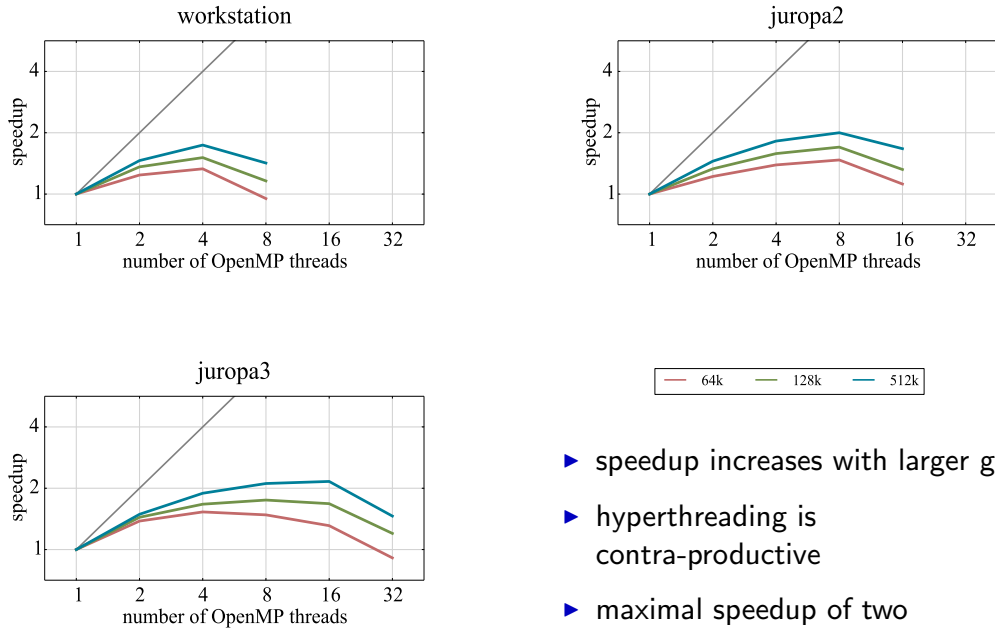 workstation
4
2
1
speedup
1 2 4 8 16 32
number of OpenMP threads
juropa2
4
2
1
speedup
1 2 4 8 16 32
number of OpenMP threads
juropa3
4
2
1
speedup
1 2 4 8 16 32
number of OpenMP threads
64k 128k 512k
▶ speedup increases with larger g
▶ hyperthreading is
contra-productive
▶ maximal speedup of two